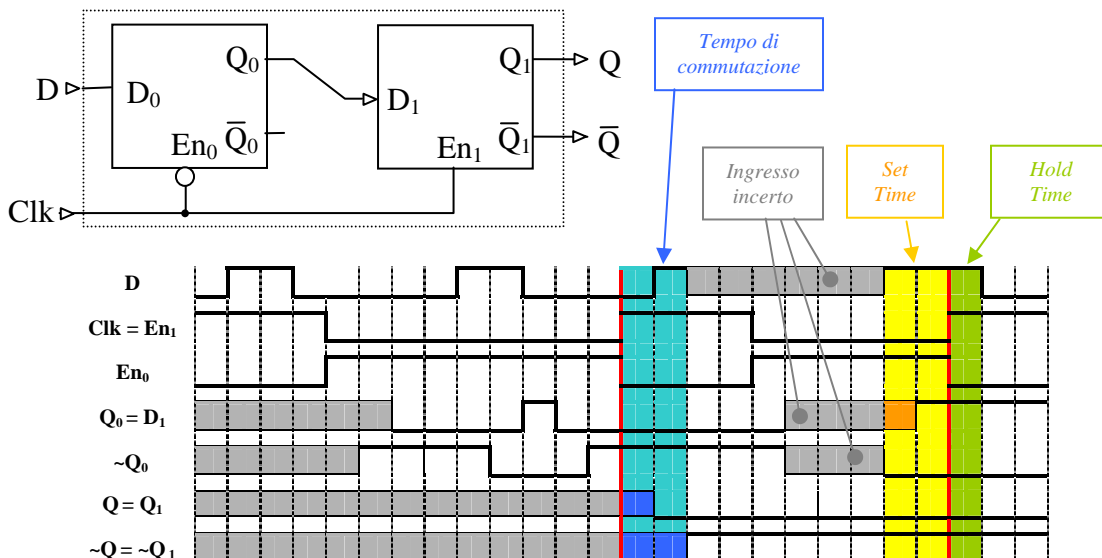 Tempo di
commutazione
D
D₀
Q₀
Q̅₀
En₀
D₁
Q₁
Q̅₁
En₁
Q
Q̅
Clk
Ingresso
incerto
Set
Time
Hold
Time
D
Clk = En₁
En₀
Q₀ = D₁
~Q₀
Q = Q₁
~Q = ~Q₁